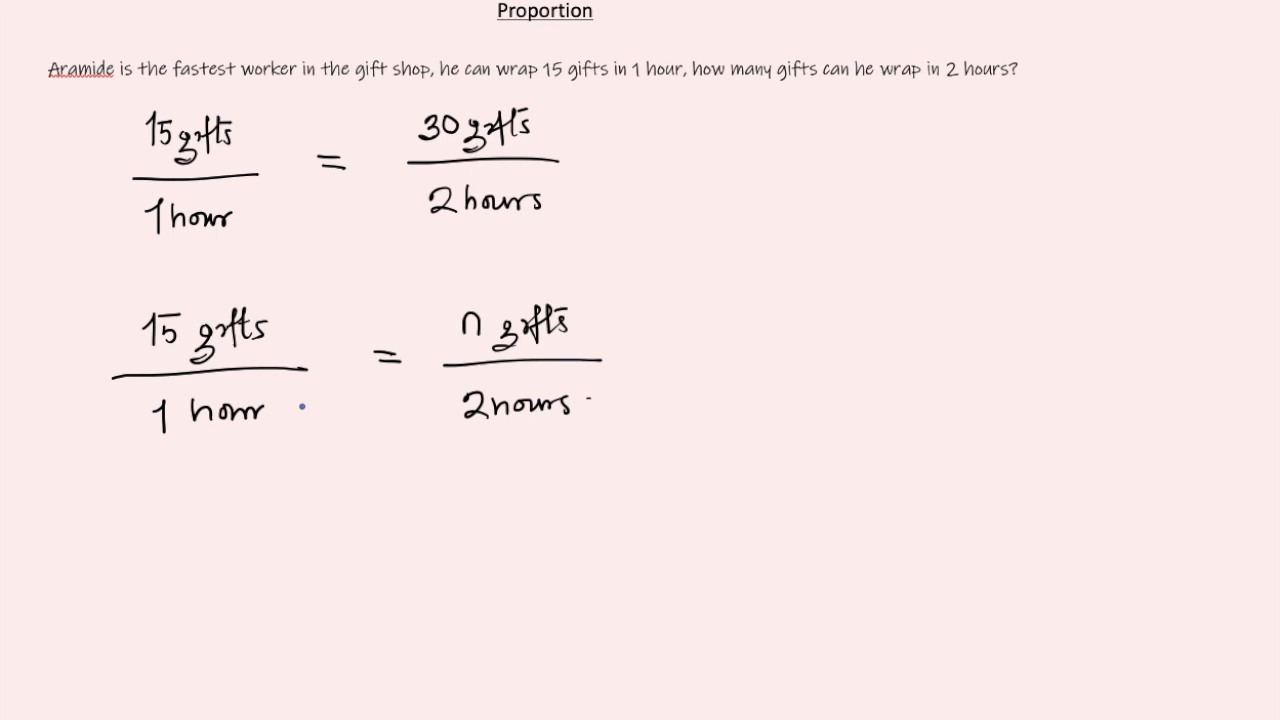 Proportion
Aramide is the fastest worker in the gift shop, he can wrap 15 gifts in 1 hour, how many gifts can he wrap in 2 hours?
15 gifts = 30 gifts
1 hour 2 hours
15 gifts = n gifts
1 hour 2 hours